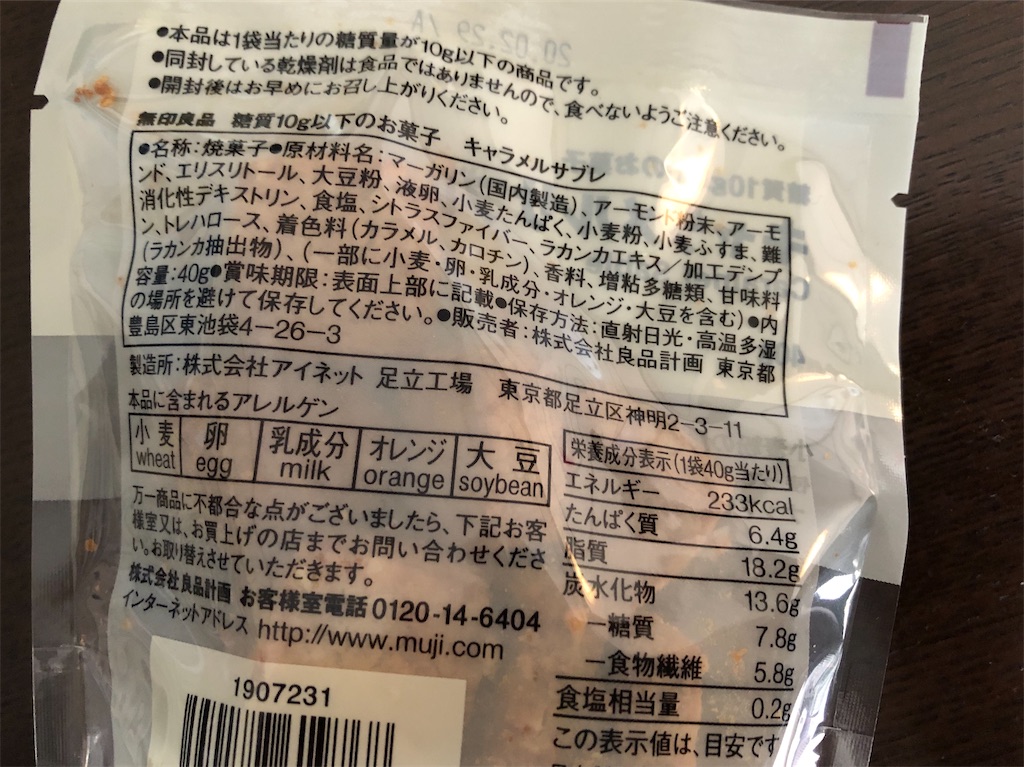 20.02.29 /A
●本品は1袋当たりの糖質量が10g以下の商品です。
●同封している乾燥剤は食品ではありませんので、食べないようご注意ください。
●開封後はお早めにお召し上がりください。
無印良品 糖質10g以下のお菓子 キャラメルサブレ
●名称:焼菓子●原材料名:マーガリン(国内製造)、アーモンド粉末、アーモ
ンド、エリスリトール、大豆粉、液卵、小麦たんぱく、小麦粉、小麦ふすま、難
消化性デキストリン、食塩、シトラスファイバー、ラカンカエキス/加工デンプ
ン、トレハロース、着色料(カラメル、カロチン)、香料、増粘多糖類、甘味料
(ラカンカ抽出物)、(一部に小麦・卵・乳成分・オレンジ・大豆を含む)●内
容量:40g●賞味期限:表面上部に記載●保存方法:直射日光・高温多湿
の場所を避けて保存してください。●販売者:株式会社良品計画 東京都
豊島区東池袋4-26-3
製造所:株式会社アイネット 足立工場 東京都足立区神明2-3-11
本品に含まれるアレルゲン
小麦 卵 乳成分 オレンジ 大豆
wheat egg milk orange soybean
万一商品に不都合な点がございましたら、下記お客
様室又は、お買上げの店までお問い合わせくださ
い。お取り替えさせていただきます。
株式会社良品計画 お客様室電話 0120-14-6404
インターネットアドレス http://www.muji.com
1907231
栄養成分表示(1袋40g当たり)
エネルギー 233kcal
たんぱく質 6.4g
脂質 18.2g
炭水化物 13.6g
-糖質 7.8g
-食物繊維 5.8g
食塩相当量 0.2g
この表示値は、目安です